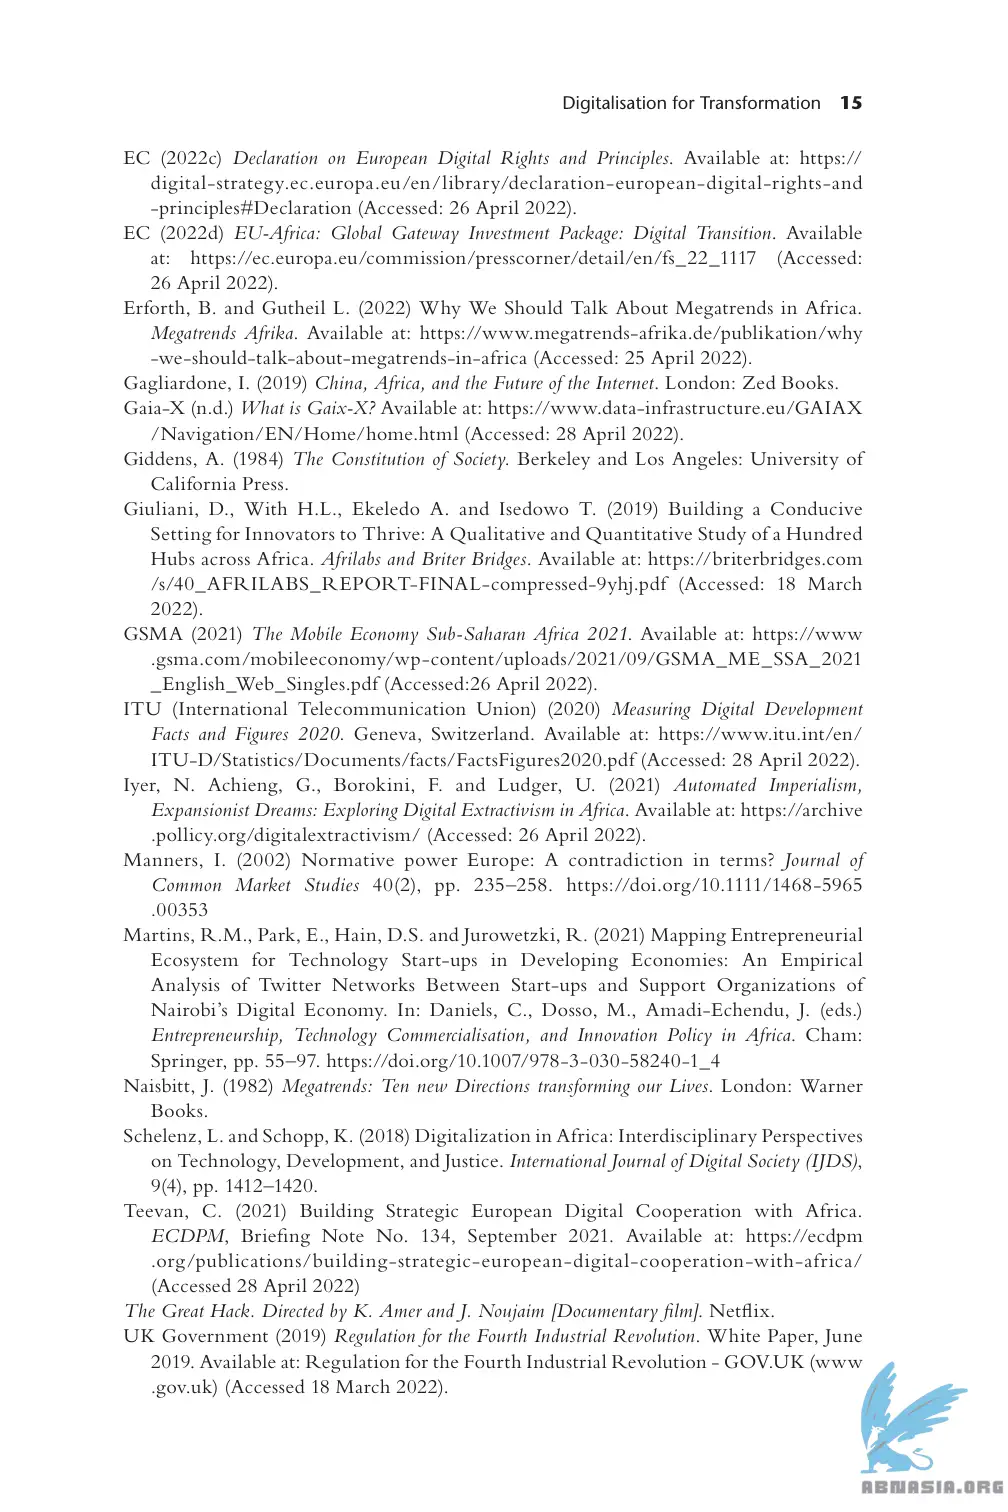 Digitalisation for Transformation 15
EC (2022c) Declaration on European Digital Rights and Principles. Available at: https://
digital-strategy.ec.europa.eu/en/library/declaration-european-digital-rights-and
-principles#Declaration (Accessed: 26 April 2022).
EC (2022d) EU-Africa: Global Gateway Investment Package: Digital Transition. Available
at: https://ec.europa.eu/commission/presscorner/detail/en/fs_22_1117 (Accessed:
26 April 2022).
Erforth, B. and Gutheil L. (2022) Why We Should Talk About Megatrends in Africa.
Megatrends Afrika. Available at: https://www.megatrends-afrika.de/publikation/why
-we-should-talk-about-megatrends-in-africa (Accessed: 25 April 2022).
Gagliardone, I. (2019) China, Africa, and the Future of the Internet. London: Zed Books.
Gaia-X (n.d.) What is Gaix-X? Available at: https://www.data-infrastructure.eu/GAIAX
/Navigation/EN/Home/home.html (Accessed: 28 April 2022).
Giddens, A. (1984) The Constitution of Society. Berkeley and Los Angeles: University of
California Press.
Giuliani, D., With H.L., Ekeledo A. and Isedowo T. (2019) Building a Conducive
Setting for Innovators to Thrive: A Qualitative and Quantitative Study of a Hundred
Hubs across Africa. Afrilabs and Briter Bridges. Available at: https://briterbridges.com
/s/40_AFRILABS_REPORT-FINAL-compressed-9yhj.pdf (Accessed: 18 March
2022).
GSMA (2021) The Mobile Economy Sub-Saharan Africa 2021. Available at: https://www
.gsma.com/mobileeconomy/wp-content/uploads/2021/09/GSMA_ME_SSA_2021
_English_Web_Singles.pdf (Accessed:26 April 2022).
ITU (International Telecommunication Union) (2020) Measuring Digital Development
Facts and Figures 2020. Geneva, Switzerland. Available at: https://www.itu.int/en/
ITU-D/Statistics/Documents/facts/FactsFigures2020.pdf (Accessed: 28 April 2022).
Iyer, N. Achieng, G., Borokini, F. and Ludger, U. (2021) Automated Imperialism,
Expansionist Dreams: Exploring Digital Extractivism in Africa. Available at: https://archive
.pollicy.org/digitalextractivism/ (Accessed: 26 April 2022).
Manners, I. (2002) Normative power Europe: A contradiction in terms? Journal of
Common Market Studies 40(2), pp. 235–258. https://doi.org/10.1111/1468-5965
.00353
Martins, R.M., Park, E., Hain, D.S. and Jurowetzki, R. (2021) Mapping Entrepreneurial
Ecosystem for Technology Start-ups in Developing Economies: An Empirical
Analysis of Twitter Networks Between Start-ups and Support Organizations of
Nairobi’s Digital Economy. In: Daniels, C., Dosso, M., Amadi-Echendu, J. (eds.)
Entrepreneurship, Technology Commercialisation, and Innovation Policy in Africa. Cham:
Springer, pp. 55–97. https://doi.org/10.1007/978-3-030-58240-1_4
Naisbitt, J. (1982) Megatrends: Ten new Directions transforming our Lives. London: Warner
Books.
Schelenz, L. and Schopp, K. (2018) Digitalization in Africa: Interdisciplinary Perspectives
on Technology, Development, and Justice. International Journal of Digital Society (IJDS),
9(4), pp. 1412–1420.
Teevan, C. (2021) Building Strategic European Digital Cooperation with Africa.
ECDPM, Briefing Note No. 134, September 2021. Available at: https://ecdpm
.org/publications/building-strategic-european-digital-cooperation-with-africa/
(Accessed 28 April 2022)
The Great Hack. Directed by K. Amer and J. Noujaim [Documentary film]. Netflix.
UK Government (2019) Regulation for the Fourth Industrial Revolution. White Paper, June
2019. Available at: Regulation for the Fourth Industrial Revolution - GOV.UK (www
.gov.uk) (Accessed 18 March 2022).
ABNASIA.ORG